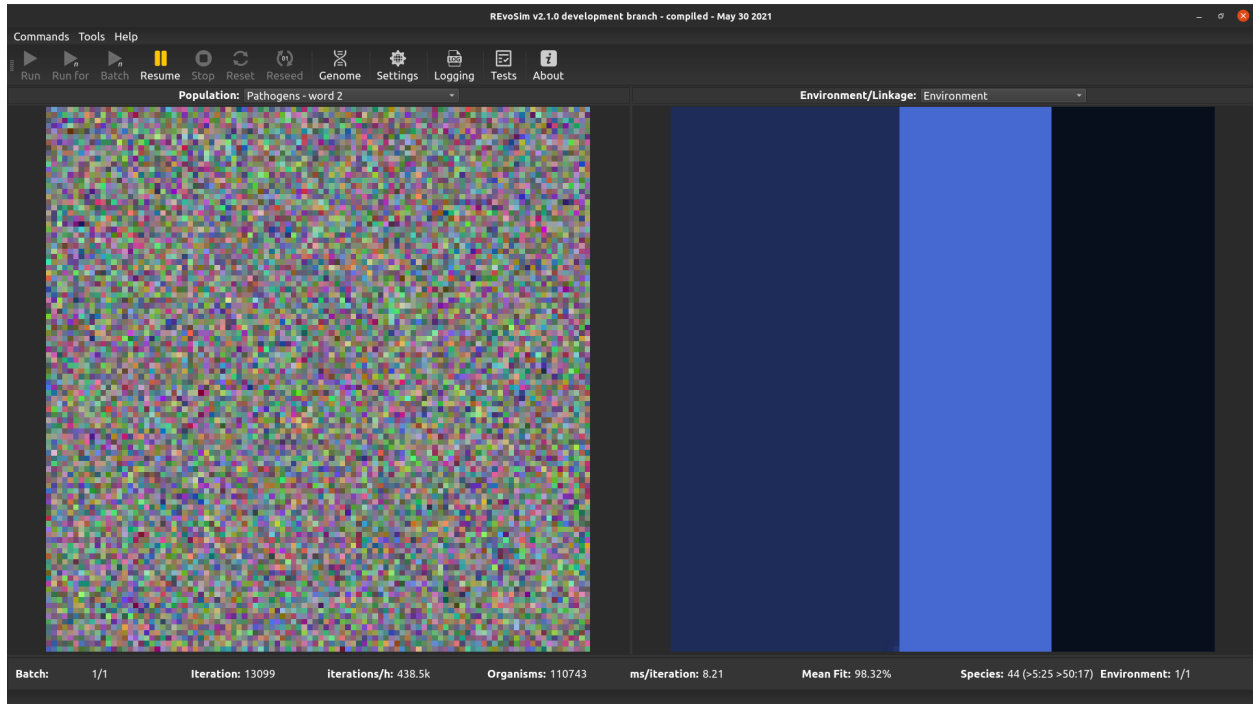 REvoSim v2.1.0 development branch - compiled - May 30 2021
Commands Tools Help
Run Run for Batch Resume Stop Reset Reseed Genome Settings Logging Tests About
Population: Pathogens - word 2 Environment/Linkage: Environment
Batch: 1/1 Iteration: 13099 iterations/h: 438.5k Organisms: 110743 ms/iteration: 8.21 Mean Fit: 98.32% Species: 44 (>5:25 >50:17) Environment: 1/1